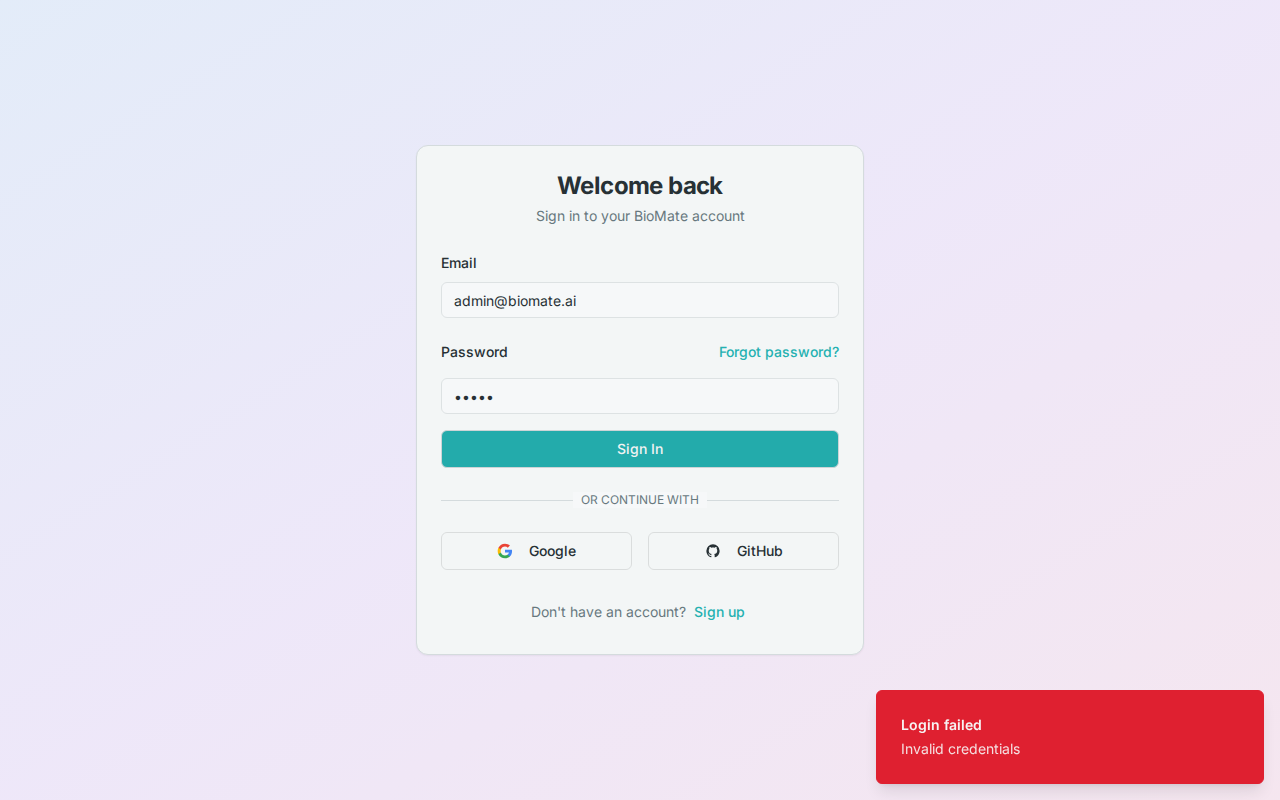 Welcome back
Sign in to your BioMate account
Email
admin@biomate.ai
Password
Forgot password?
•••••
Sign In
OR CONTINUE WITH
Google
GitHub
Don't have an account? Sign up
Login failed
Invalid credentials